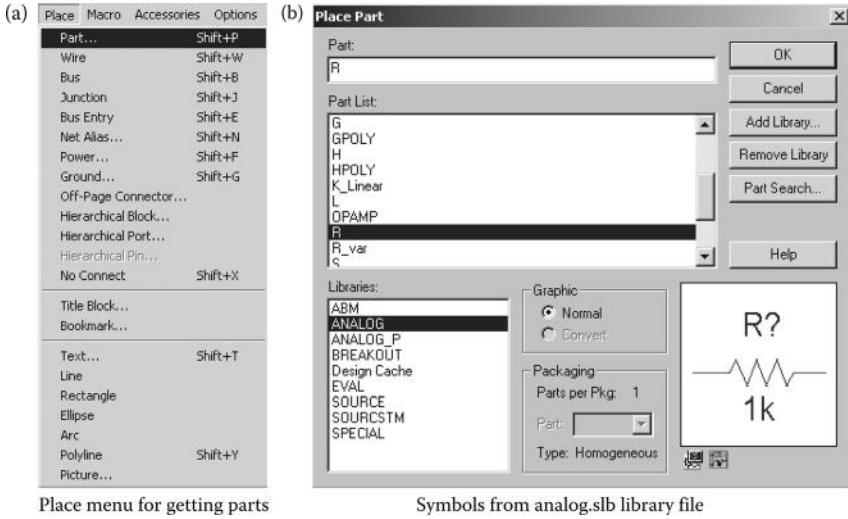 (a)
Place Macro Accessories Options
Part... Shift+P
Wire Shift+W
Bus Shift+B
Junction Shift+J
Bus Entry Shift+E
Net Alias... Shift+N
Power... Shift+F
Ground... Shift+G
Off-Page Connector...
Hierarchical Block...
Hierarchical Port...
Hierarchical Pin...
No Connect Shift+X
Title Block...
Bookmark...
Text... Shift+T
Line
Rectangle
Ellipse
Arc
Polyline Shift+Y
Picture...
Place menu for getting parts
(b)
Place Part
Part:
R
Part List:
G
GPOLY
H
HPOLY
K_Linear
L
OPAMP
R
R_var
S
OK
Cancel
Add Library...
Remove Library
Part Search...
Help
Libraries:
ABM
ANALOG
ANALOG_P
BREAKOUT
Design Cache
EVAL
SOURCE
SOURCSTM
SPECIAL
Graphic
Normal
Convert
Packaging
Parts per Pkg: 1
Part:
Type: Homogeneous
R?
1k
Symbols from analog.slb library file